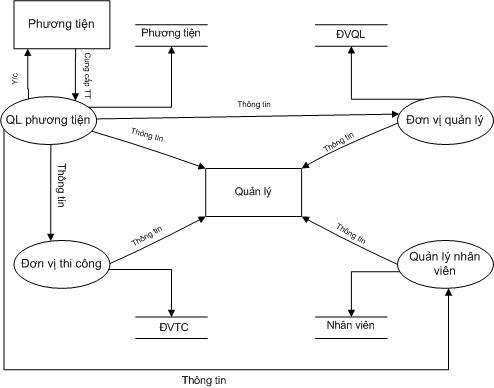 Phương tiện
Phương tiện
ĐVQL
Y/c
Cung cấp TT
Thông tin
QL phương tiện
Đơn vị quản lý
Thông tin
Thông tin
Thông tin
Quản lý
Thông tin
Thông tin
Đơn vị thi công
Quản lý nhân
viên
ĐVTC
Nhân viên
Thông tin